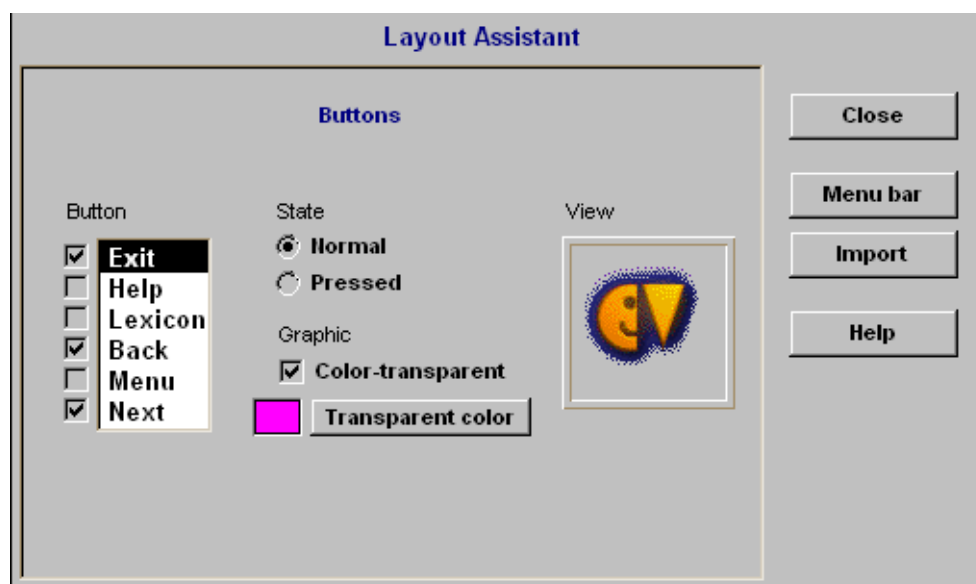 Layout Assistant
Buttons
Close
Menu bar
Import
Help
Button
Exit
Help
Lexicon
Back
Menu
Next
State
Normal
Pressed
Graphic
Color-transparent
Transparent color
View